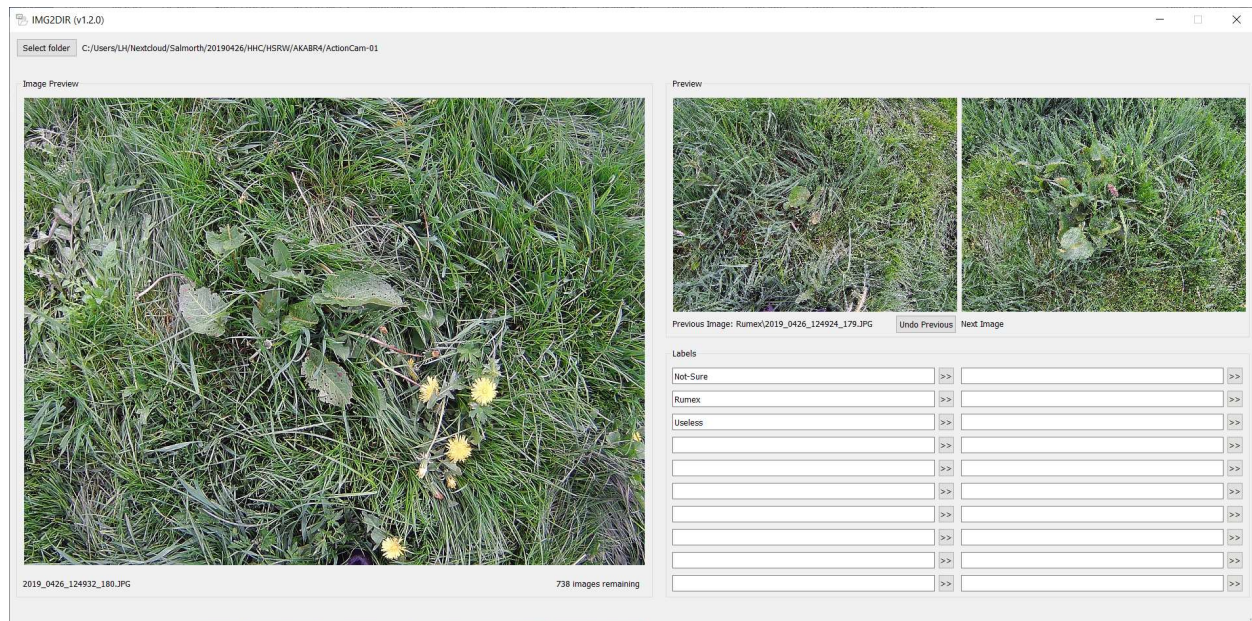 IMG2DIR (v1.2.0)
Select folder C:/Users/LH/Nextcloud/Salmorth/20190426/HHC/HSRW/AKABR4/ActionCam-01
Image Preview
2019_0426_124932_180.JPG 738 images remaining
Preview
Previous Image: Rumex\2019_0426_124924_179.JPG Undo Previous Next Image
Labels
Not-Sure >> >>
Rumex >> >>
Useless >> >>
>> >>
>> >>
>> >>
>> >>
>> >>
>> >>
>> >>